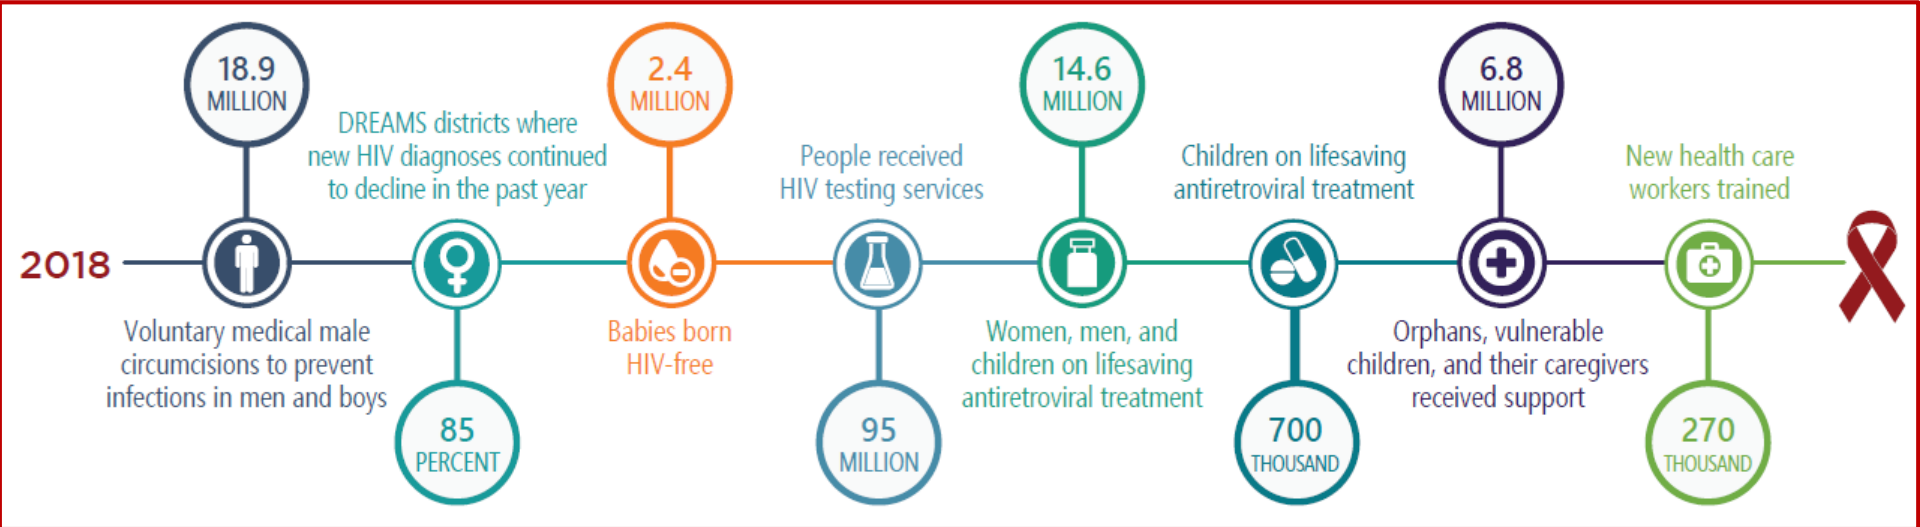 2018
18.9
MILLION
Voluntary medical male
circumcisions to prevent
infections in men and boys
DREAMS districts where
new HIV diagnoses continued
to decline in the past year
85
PERCENT
2.4
MILLION
Babies born
HIV-free
People received
HIV testing services
95
MILLION
14.6
MILLION
Women, men, and
children on lifesaving
antiretroviral treatment
Children on lifesaving
antiretroviral treatment
700
THOUSAND
6.8
MILLION
Orphans, vulnerable
children, and their caregivers
received support
New health care
workers trained
270
THOUSAND